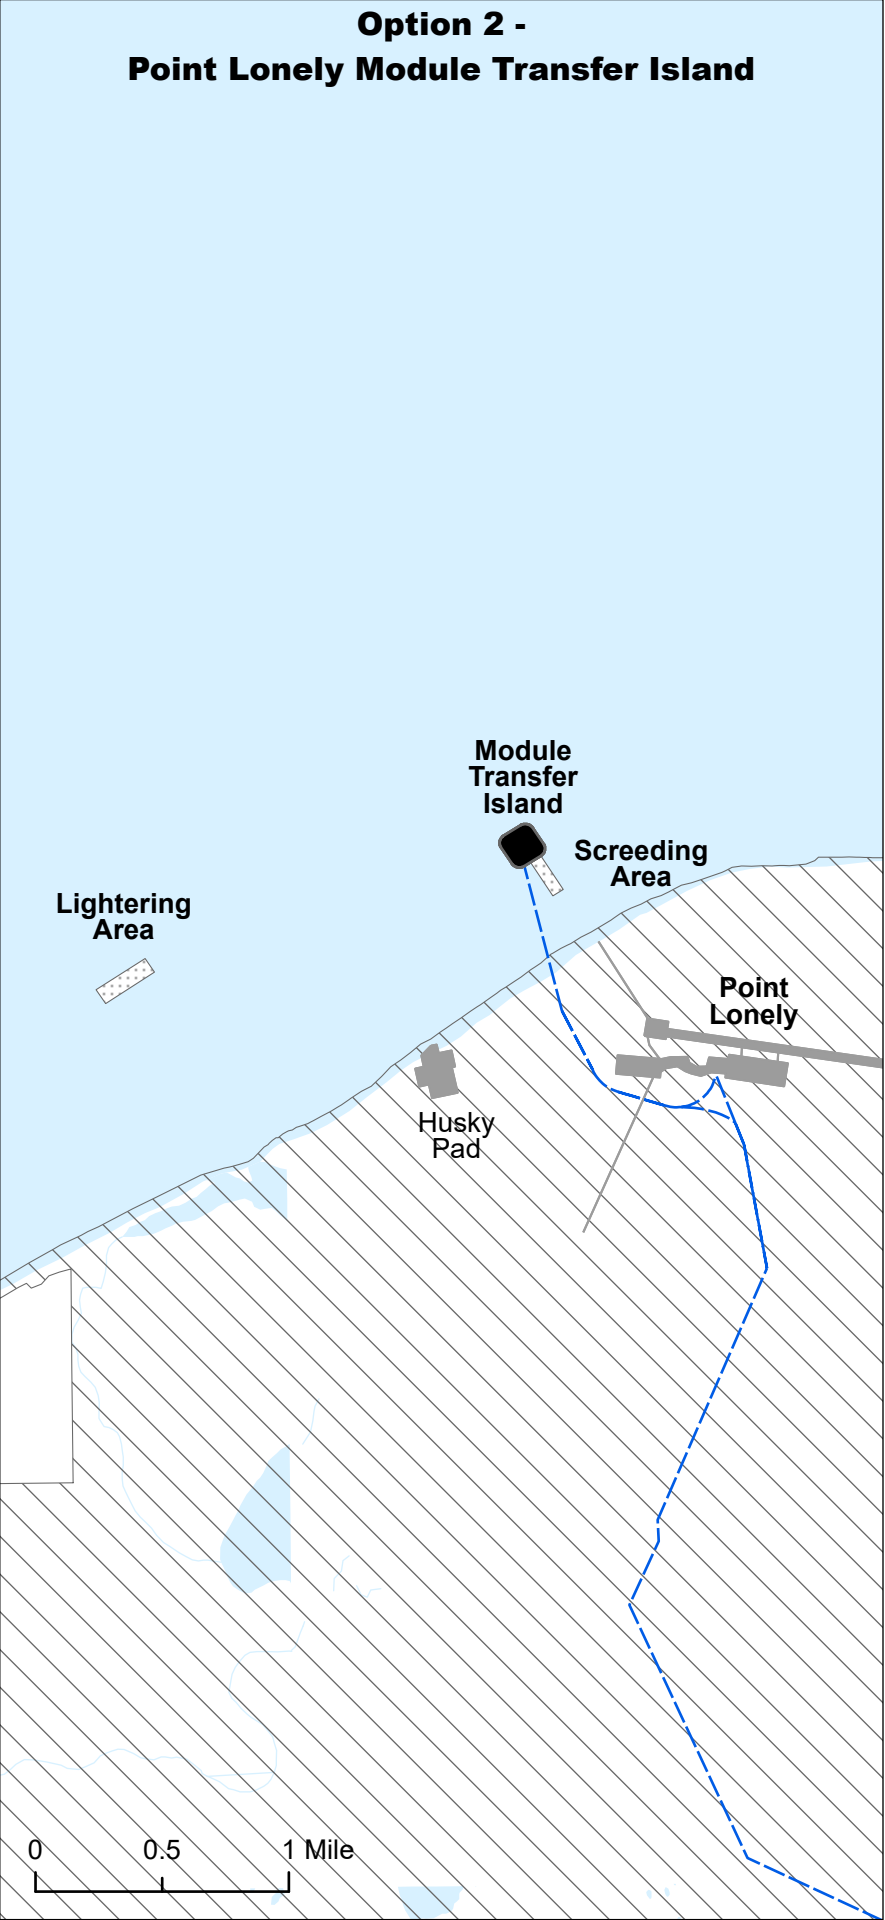 Option 2 -
Point Lonely Module Transfer Island
Module
Transfer
Island
Screeding
Area
Lightering
Area
Point
Lonely
Husky
Pad
0 0.5 1 Mile